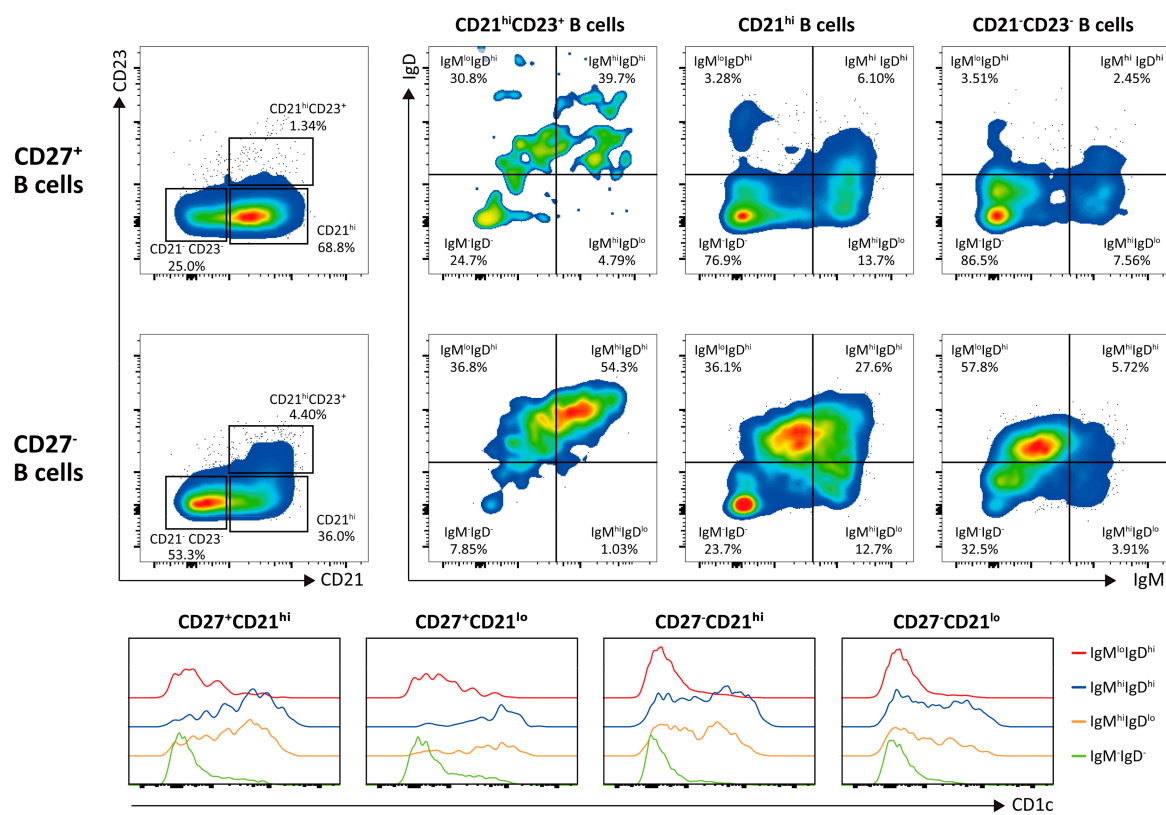 CD21hiCD23+ B cells
CD21hi B cells
CD21-CD23- B cells
CD23
IgD
CD27+
B cells
CD21hiCD23+
1.34%
CD21hi
68.8%
CD21- CD23-
25.0%
IgMloIgDhi
30.8%
IgMhiIgDhi
39.7%
IgM-IgD-
24.7%
IgMhiIgDlo
4.79%
IgMloIgDhi
3.28%
IgMhi IgDhi
6.10%
IgM-IgD-
76.9%
IgMhiIgDlo
13.7%
IgMloIgDhi
3.51%
IgMhi IgDhi
2.45%
IgM-IgD-
86.5%
IgMhiIgDlo
7.56%
CD27-
B cells
CD21hiCD23+
4.40%
CD21hi
36.0%
CD21- CD23-
53.3%
IgMloIgDhi
36.8%
IgMhiIgDhi
54.3%
IgM-IgD-
7.85%
IgMhiIgDlo
1.03%
IgMloIgDhi
36.1%
IgMhiIgDhi
27.6%
IgM-IgD-
23.7%
IgMhiIgDlo
12.7%
IgMloIgDhi
57.8%
IgMhiIgDhi
5.72%
IgM-IgD-
32.5%
IgMhiIgDlo
3.91%
CD21
IgM
CD27+CD21hi
CD27+CD21lo
CD27-CD21hi
CD27-CD21lo
IgMloIgDhi
IgMhiIgDhi
IgMhiIgDlo
IgM-IgD-
CD1c